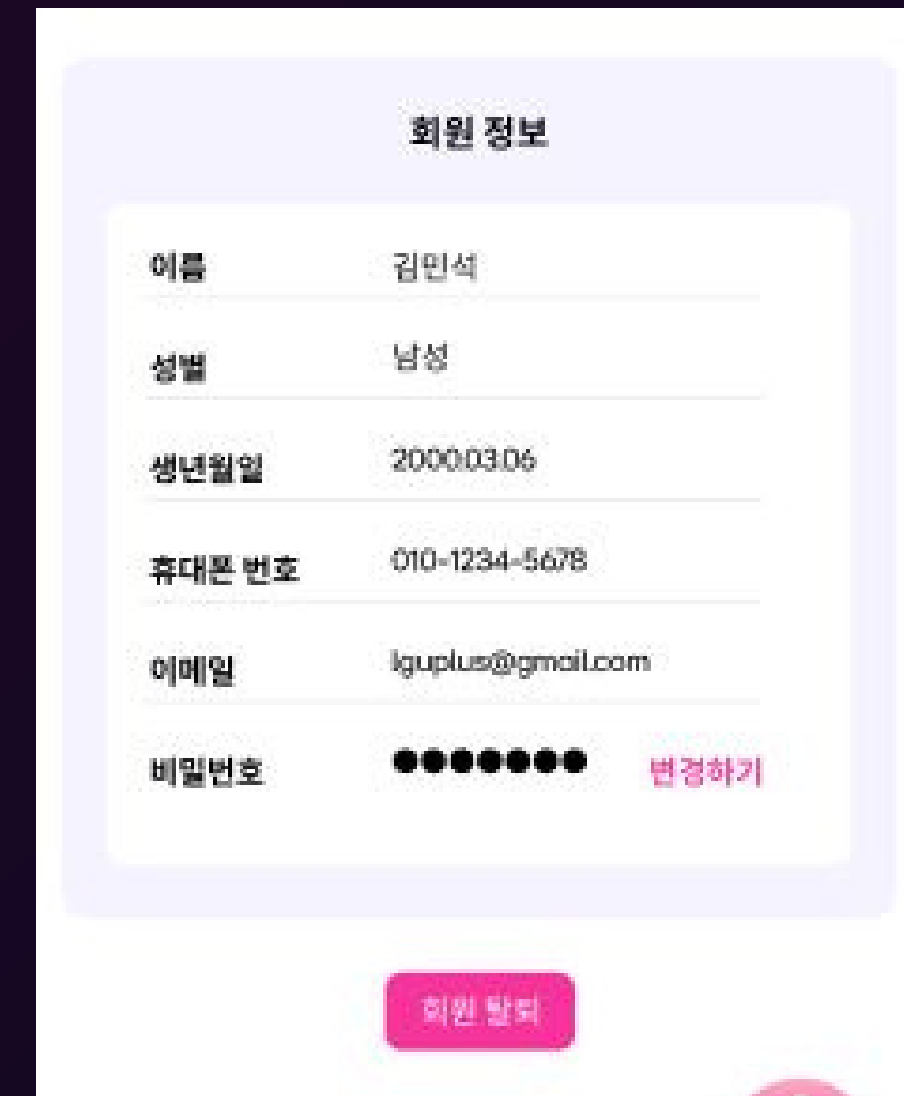 회원 정보
이름 김민석
성별 남성
생년월일 2000.03.06
휴대폰 번호 010-1234-5678
이메일 lguplus@gmail.com
비밀번호 ●●●●●●● 변경하기
회원 탈퇴